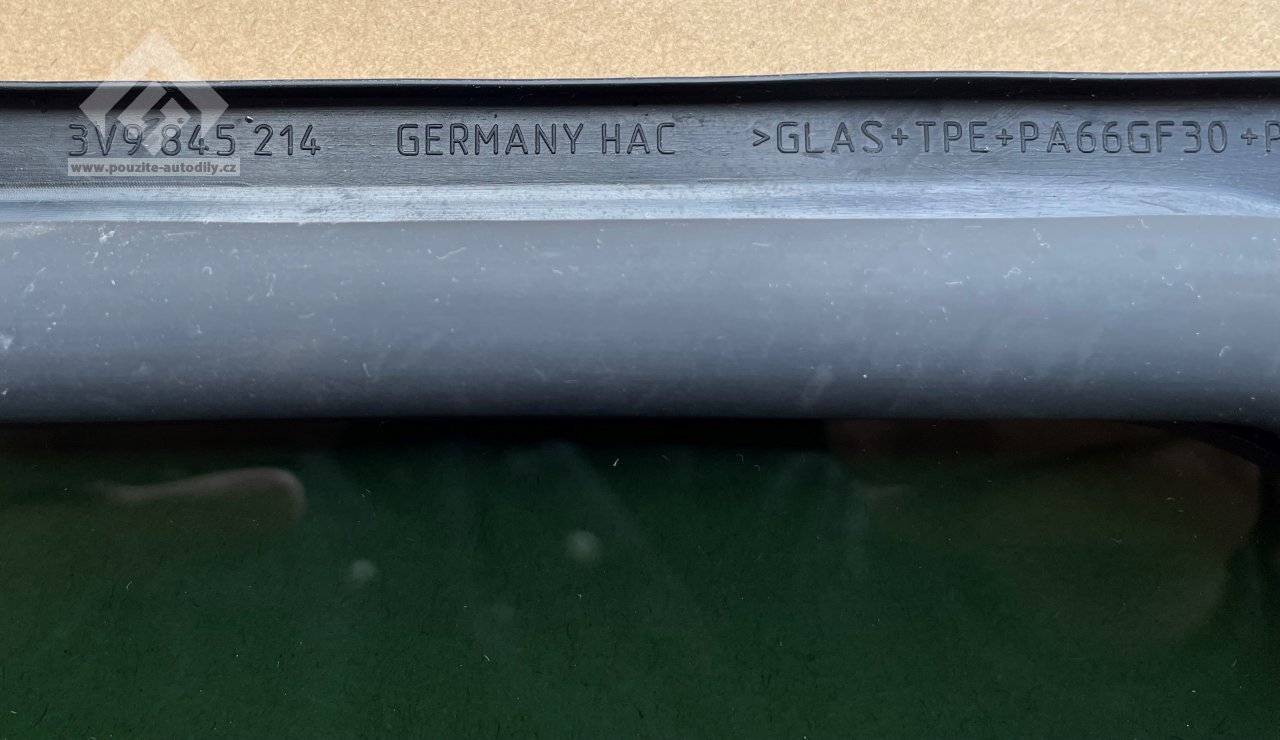 3V9 845 214 GERMANY HAC >GLAS+TPE+PA66GF30+P
www.pouzite-autodily.cz